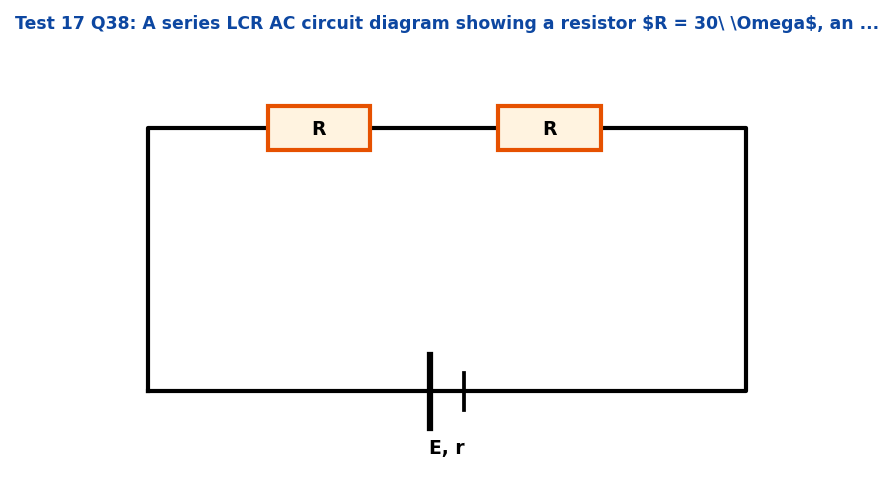 Test 17 Q38: A series LCR AC circuit diagram showing a resistor $R = 30\ \Omega$, an ...
R R
E, r